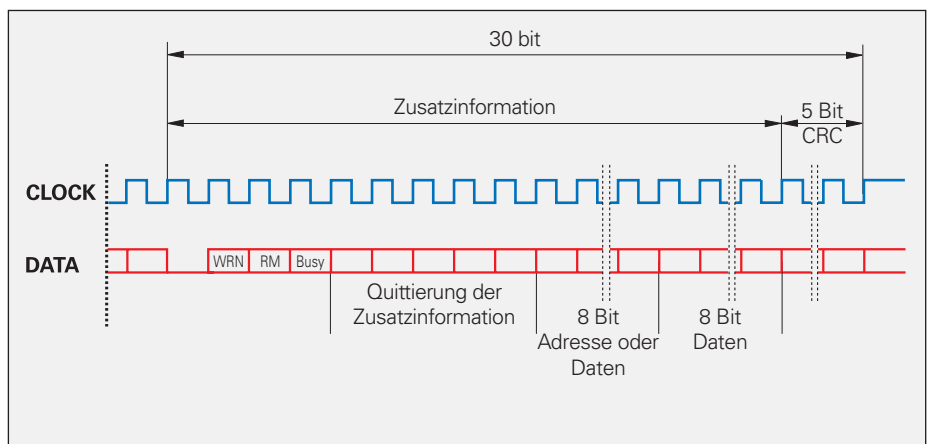 30 bit
Zusatzinformation
5 Bit
CRC
CLOCK
DATA
WRN
RM
Busy
Quittierung der
Zusatzinformation
8 Bit
Adresse oder
Daten
8 Bit
Daten